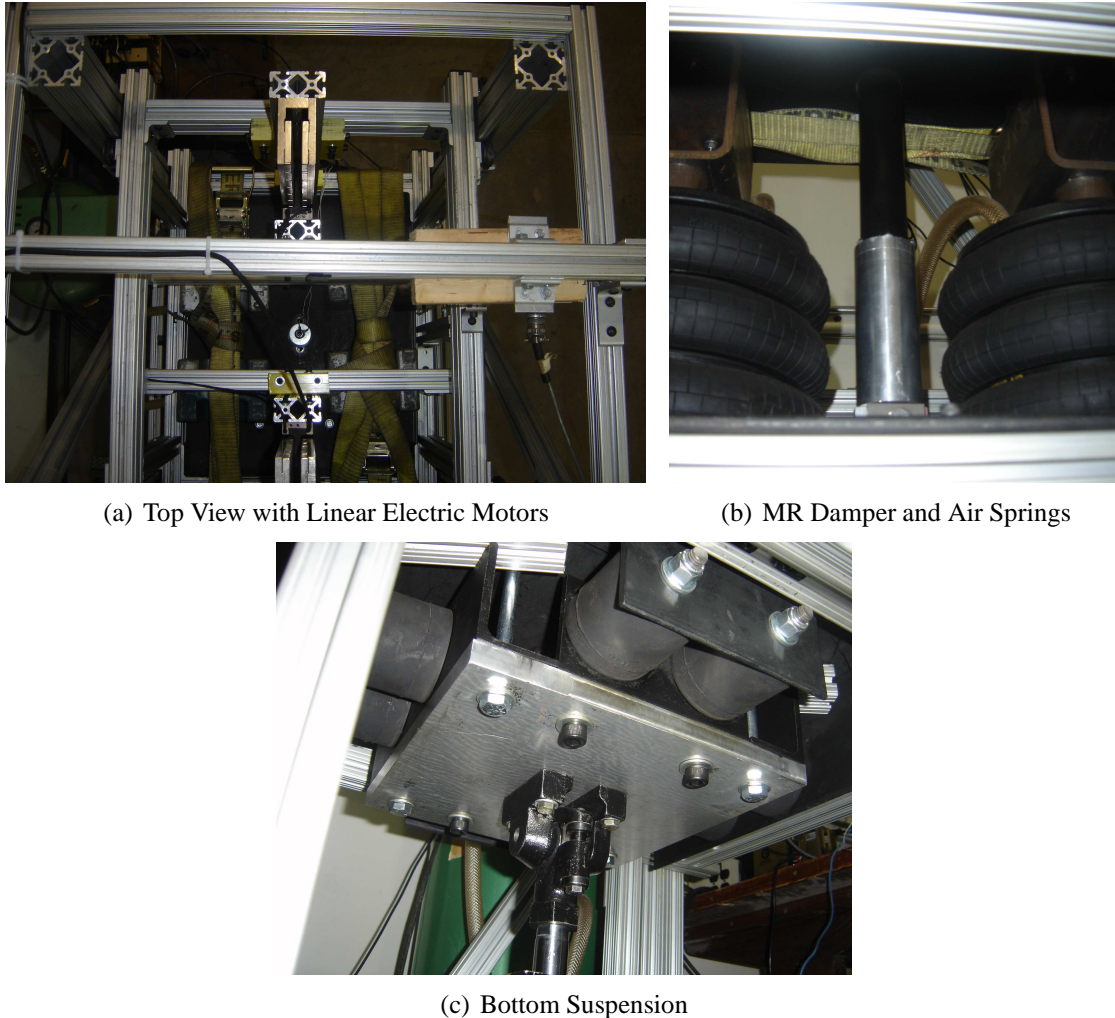 (a) Top View with Linear Electric Motors
(b) MR Damper and Air Springs
(c) Bottom Suspension